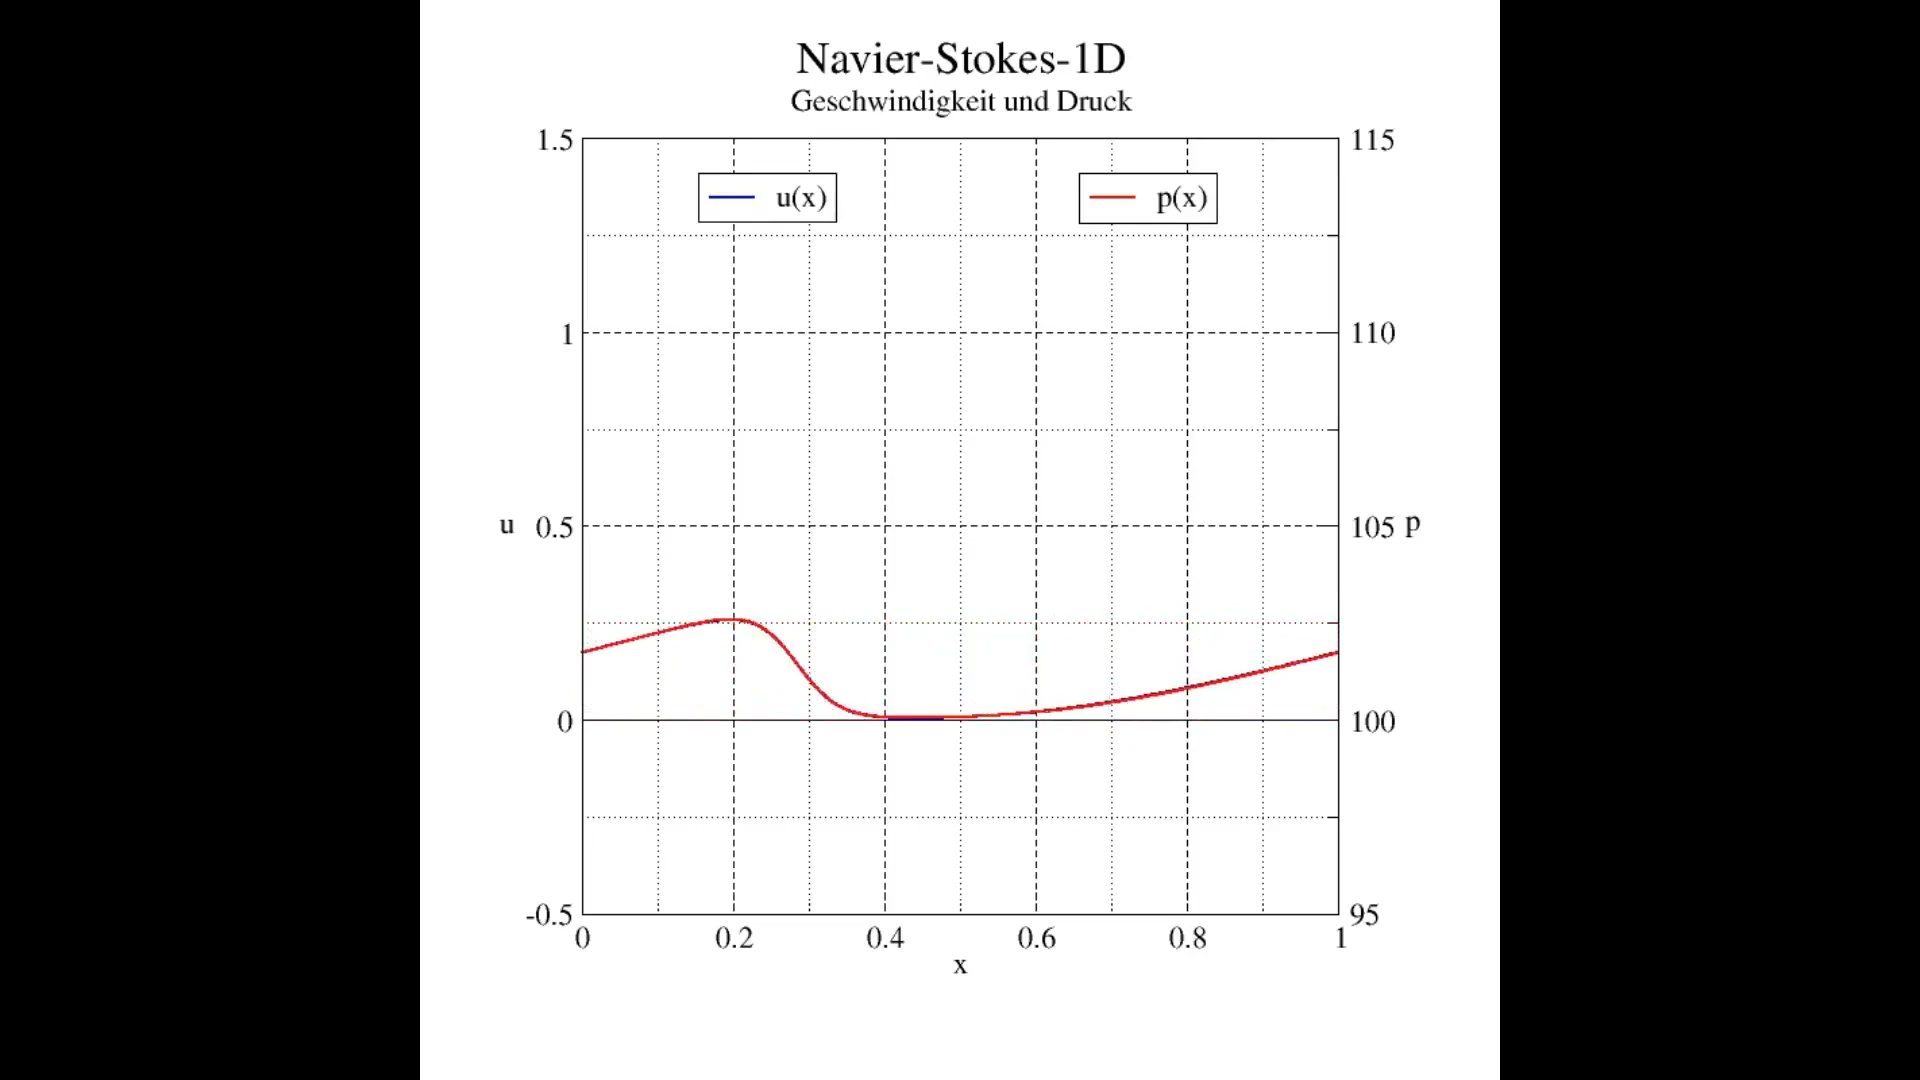 Navier-Stokes-1D
Geschwindigkeit und Druck
1.5
115
u(x)
p(x)
1
110
u
0.5
105
p
0
100
-0.5
95
0 0.2 0.4 0.6 0.8 1
x